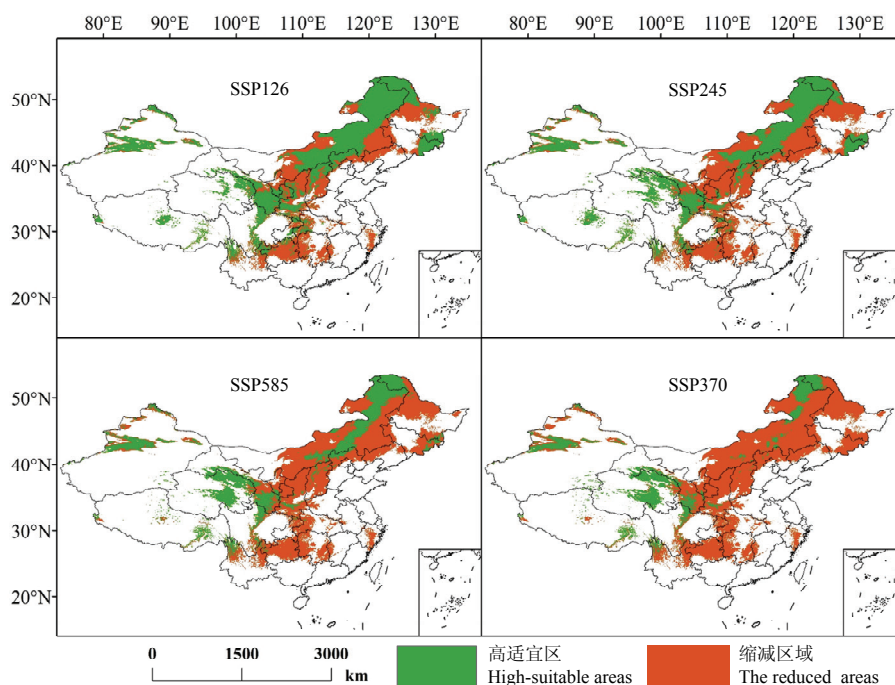 80°E 90°E 100°E 110°E 120°E 130°E 80°E 90°E 100°E 110°E 120°E 130°E
SSP126
SSP245
50°N
40°N
30°N
20°N
SSP585
SSP370
50°N
40°N
30°N
20°N
0 1500 3000
km
高适宜区
High-suitable areas
缩减区域
The reduced areas